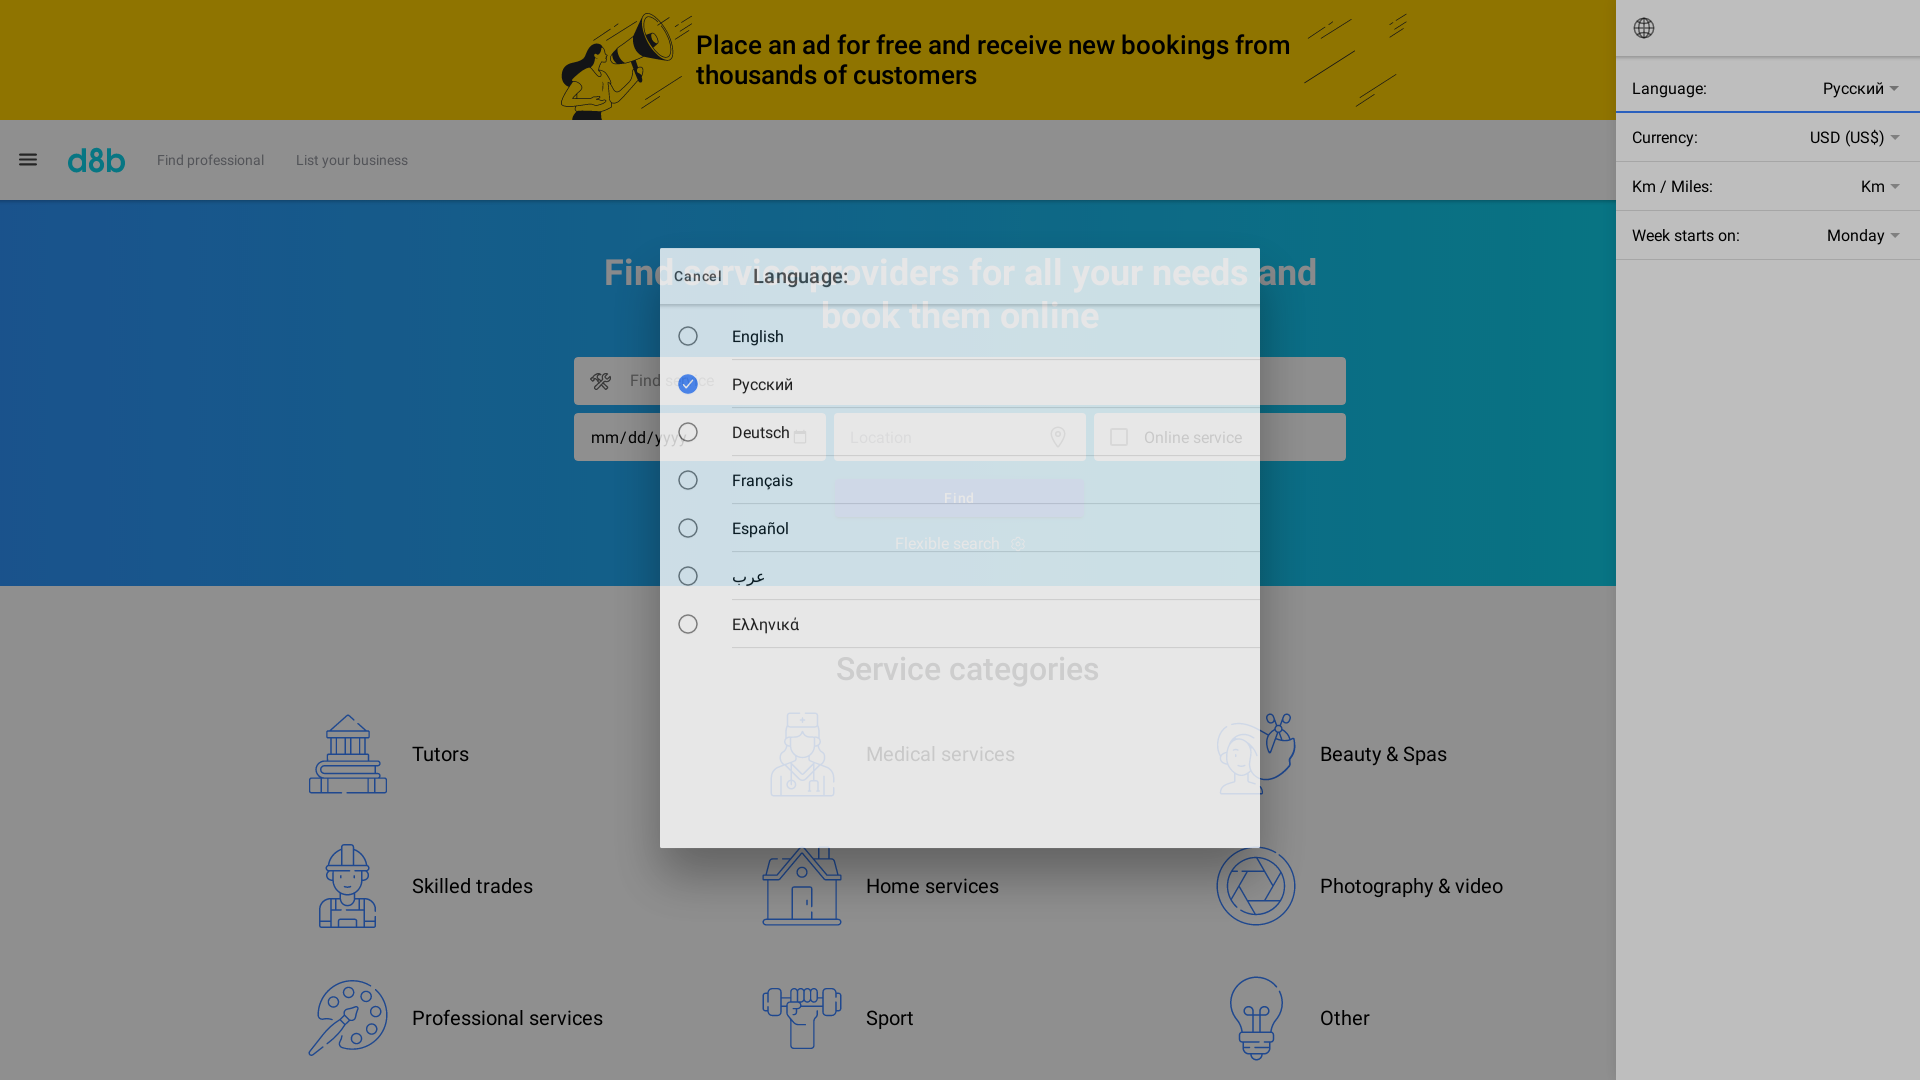 Place an ad for free and receive new bookings from
thousands of customers
d8b
Find professional
List your business
Language:
Русский
Currency:
USD (US$)
Km / Miles:
Km
Week starts on:
Monday
Find service providers for all your needs and
book them online
Find service
mm/dd/yyyy
Location
Online service
Find
Flexible search
Cancel
Language:
English
Русский
Deutsch
Français
Español
عرب
Ελληνικά
Service categories
Tutors
Medical services
Beauty & Spas
Skilled trades
Home services
Photography & video
Professional services
Sport
Other